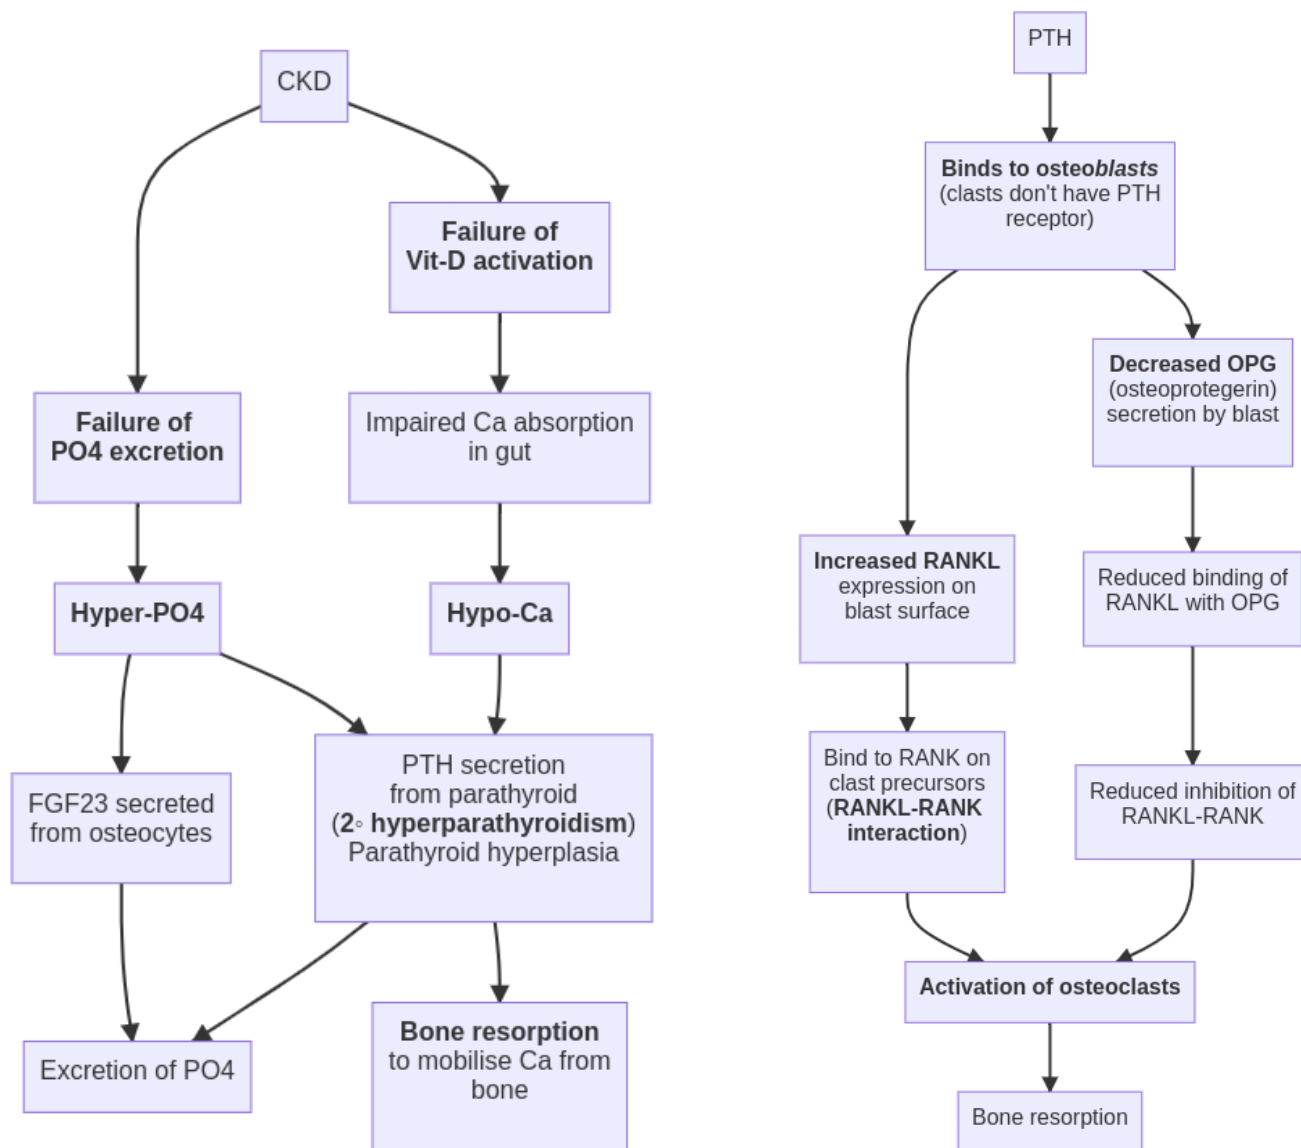 CKD
Failure of
Vit-D activation
Failure of
PO4 excretion
Impaired Ca absorption
in gut
Hyper-PO4
Hypo-Ca
FGF23 secreted
from osteocytes
PTH secretion
from parathyroid
(2◦ hyperparathyroidism)
Parathyroid hyperplasia
Excretion of PO4
Bone resorption
to mobilise Ca from
bone
PTH
Binds to osteoblasts
(clasts don't have PTH
receptor)
Decreased OPG
(osteoprotegerin)
secretion by blast
Increased RANKL
expression on
blast surface
Reduced binding of
RANKL with OPG
Bind to RANK on
clast precursors
(RANKL-RANK
interaction)
Reduced inhibition of
RANKL-RANK
Activation of osteoclasts
Bone resorption